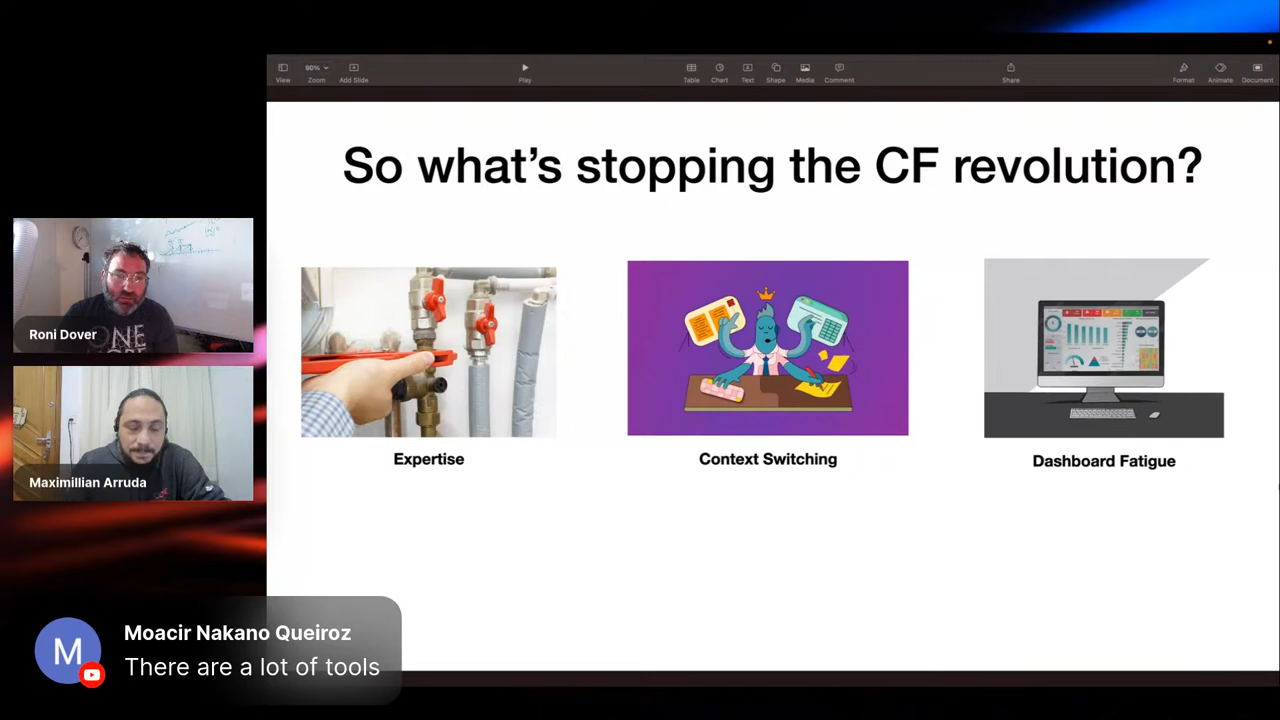 View
90%
Zoom
Add Slide
Play
Table
Chart
Text
Shape
Media
Comment
Share
Format
Animate
Document
So what's stopping the CF revolution?
Roni Dover
Maximillian Arruda
Expertise
Context Switching
Dashboard Fatigue
M
Moacir Nakano Queiroz
There are a lot of tools